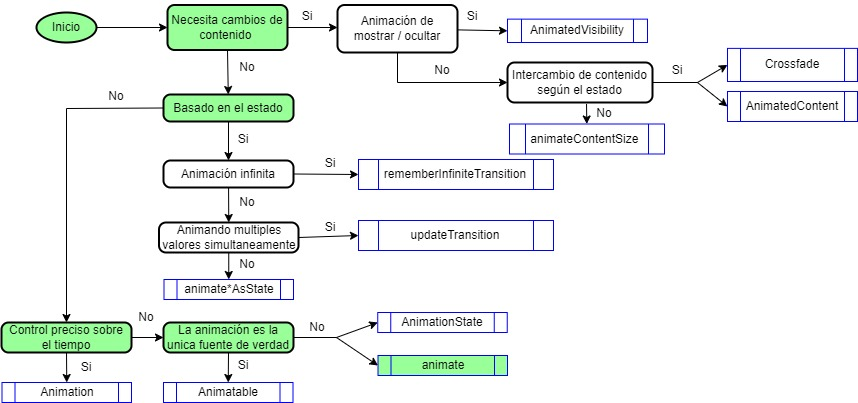 Inicio
Necesita cambios de
contenido
Si
Animación de
mostrar / ocultar
Si
AnimatedVisibility
No
No
Intercambio de contenido
según el estado
Si
Crossfade
AnimatedContent
No
animateContentSize
No
Basado en el estado
Si
Animación infinita
Si
rememberInfiniteTransition
No
Animando multiples
valores simultaneamente
Si
updateTransition
No
animate*AsState
Control preciso sobre
el tiempo
No
La animación es la
unica fuente de verdad
No
AnimationState
animate
Si
Animation
Si
Animatable